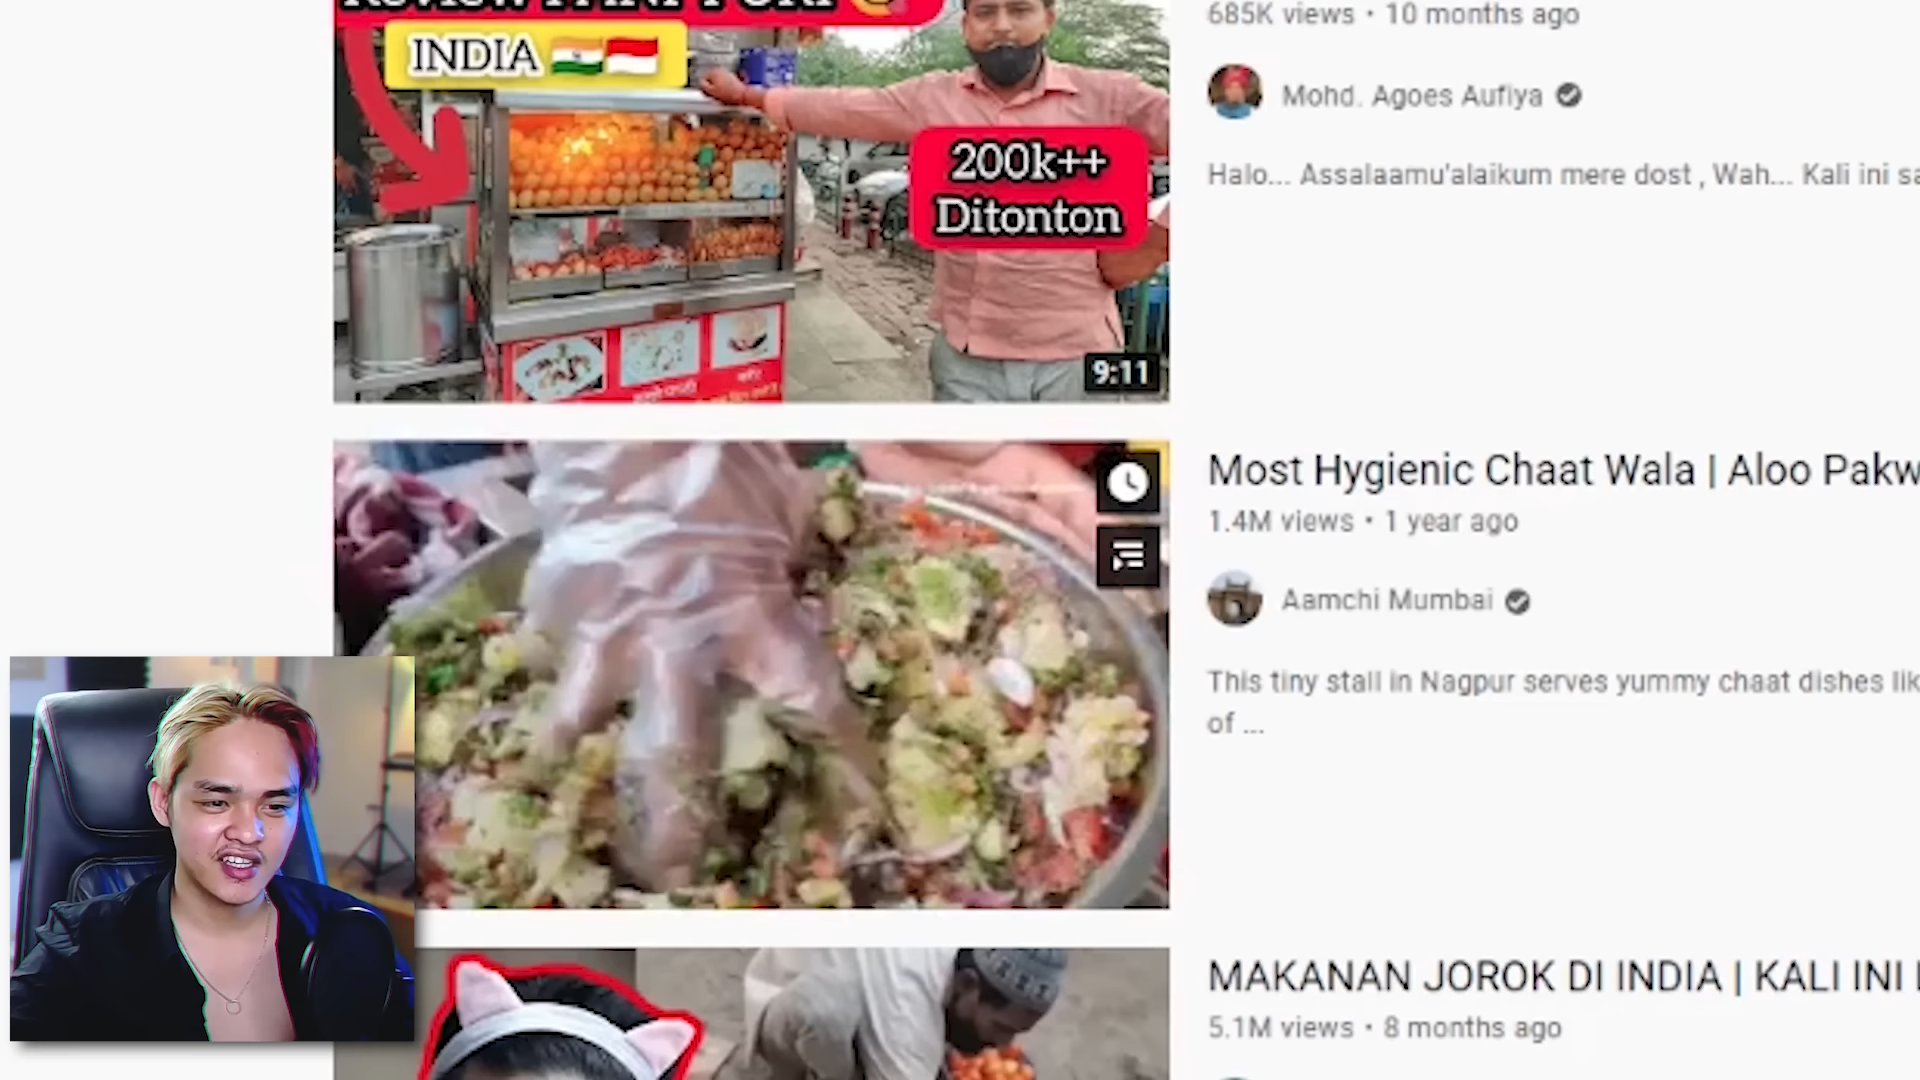 REVIEW PANI PURI
INDIA
200k++
Ditonton
9:11
685K views • 10 months ago
Mohd. Agoes Aufiya
Halo... Assalaamu'alaikum mere dost , Wah... Kali ini sa
Most Hygienic Chaat Wala | Aloo Pakw
1.4M views • 1 year ago
Aamchi Mumbai
This tiny stall in Nagpur serves yummy chaat dishes lik
of ...
MAKANAN JOROK DI INDIA | KALI INI
5.1M views • 8 months ago